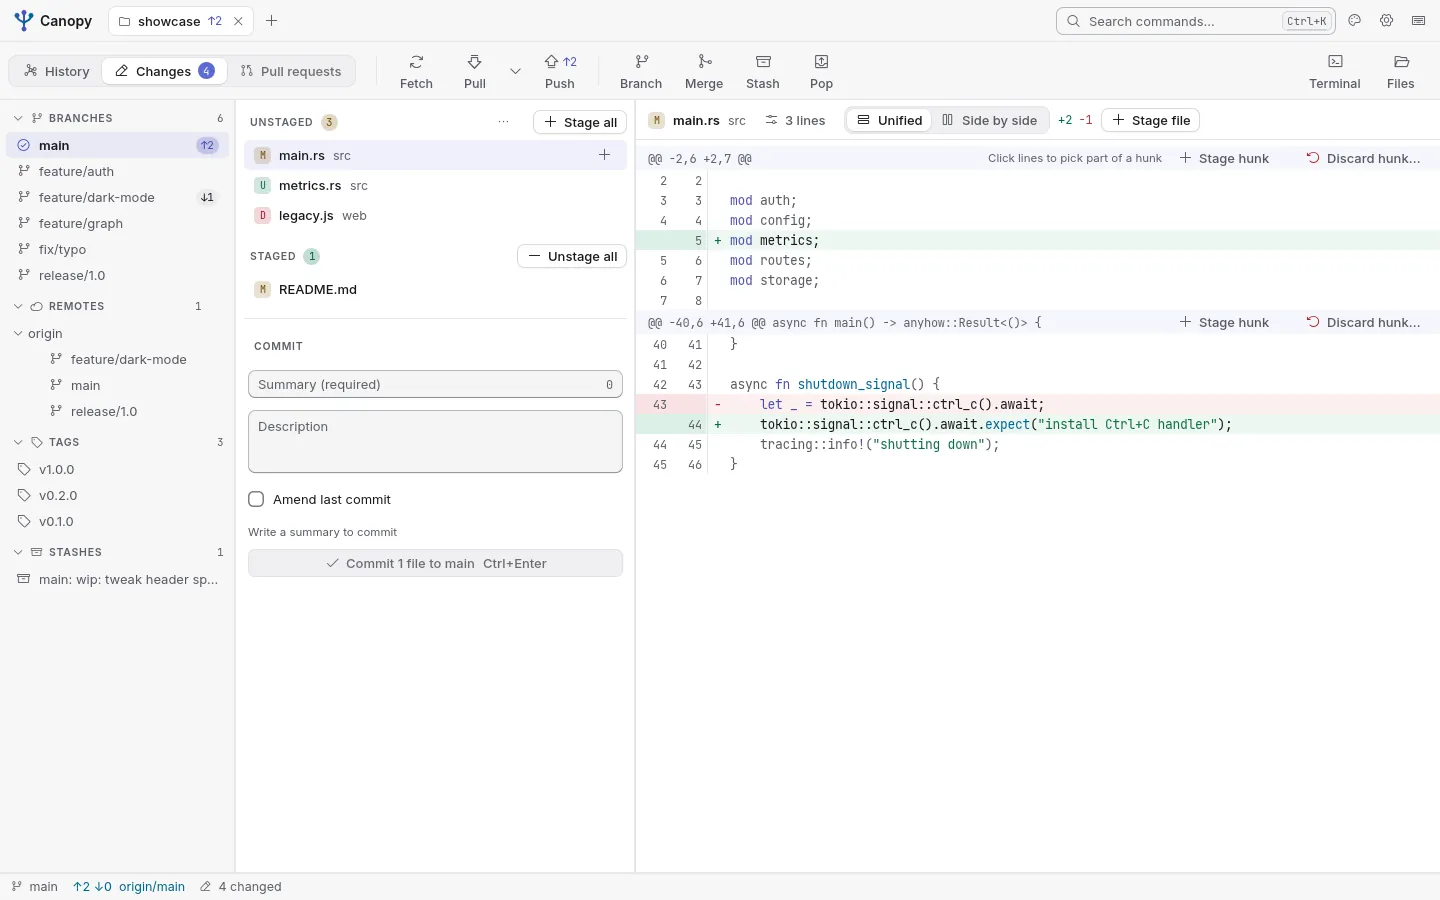 Canopy
showcase ↑2
Search commands... Ctrl+K
History
Changes 4
Pull requests
Fetch
Pull
↑2 Push
Branch
Merge
Stash
Pop
Terminal
Files
BRANCHES 6
main ↑2
feature/auth
feature/dark-mode ↓1
feature/graph
fix/typo
release/1.0
REMOTES 1
origin
feature/dark-mode
main
release/1.0
TAGS 3
v1.0.0
v0.2.0
v0.1.0
STASHES 1
main: wip: tweak header sp...
UNSTAGED 3 ... + Stage all
M main.rs src +
U metrics.rs src
D legacy.js web
STAGED 1 — Unstage all
M README.md
COMMIT
Summary (required) 0
Description
Amend last commit
Write a summary to commit
Commit 1 file to main Ctrl+Enter
M main.rs src 3 lines Unified Side by side +2 -1 + Stage file
@@ -2,6 +2,7 @@ Click lines to pick part of a hunk + Stage hunk Discard hunk...
2 2
3 3 mod auth;
4 4 mod config;
5 + mod metrics;
5 6 mod routes;
6 7 mod storage;
7 8
@@ -40,6 +41,6 @@ async fn main() -> anyhow::Result<()> { + Stage hunk Discard hunk...
40 41 }
41 42
42 43 async fn shutdown_signal() {
43 - let _ = tokio::signal::ctrl_c().await;
44 + tokio::signal::ctrl_c().await.expect("install Ctrl+C handler");
44 45 tracing::info!("shutting down");
45 46 }
main ↑2 ↓0 origin/main 4 changed